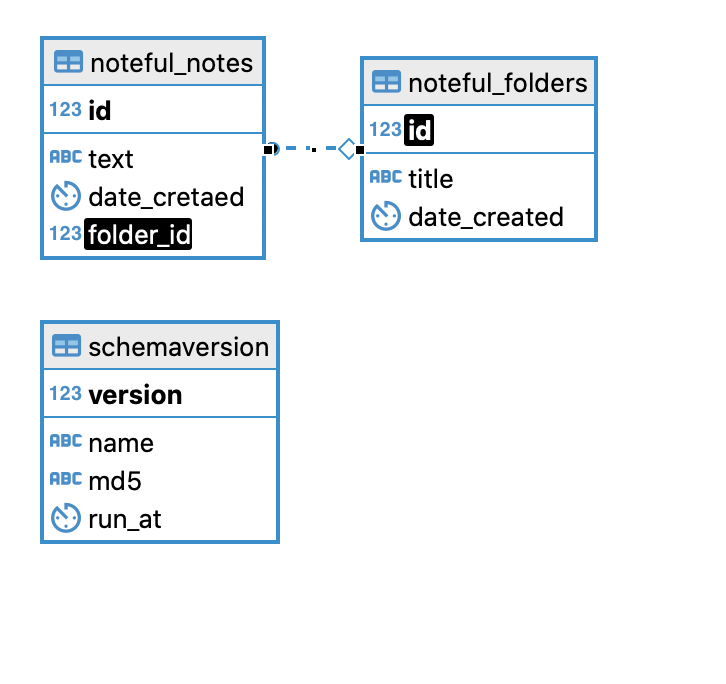 noteful_notes
123 id
ABC text
date_cretaed
123 folder_id
noteful_folders
123 id
ABC title
date_created
schemaversion
123 version
ABC name
ABC md5
run_at